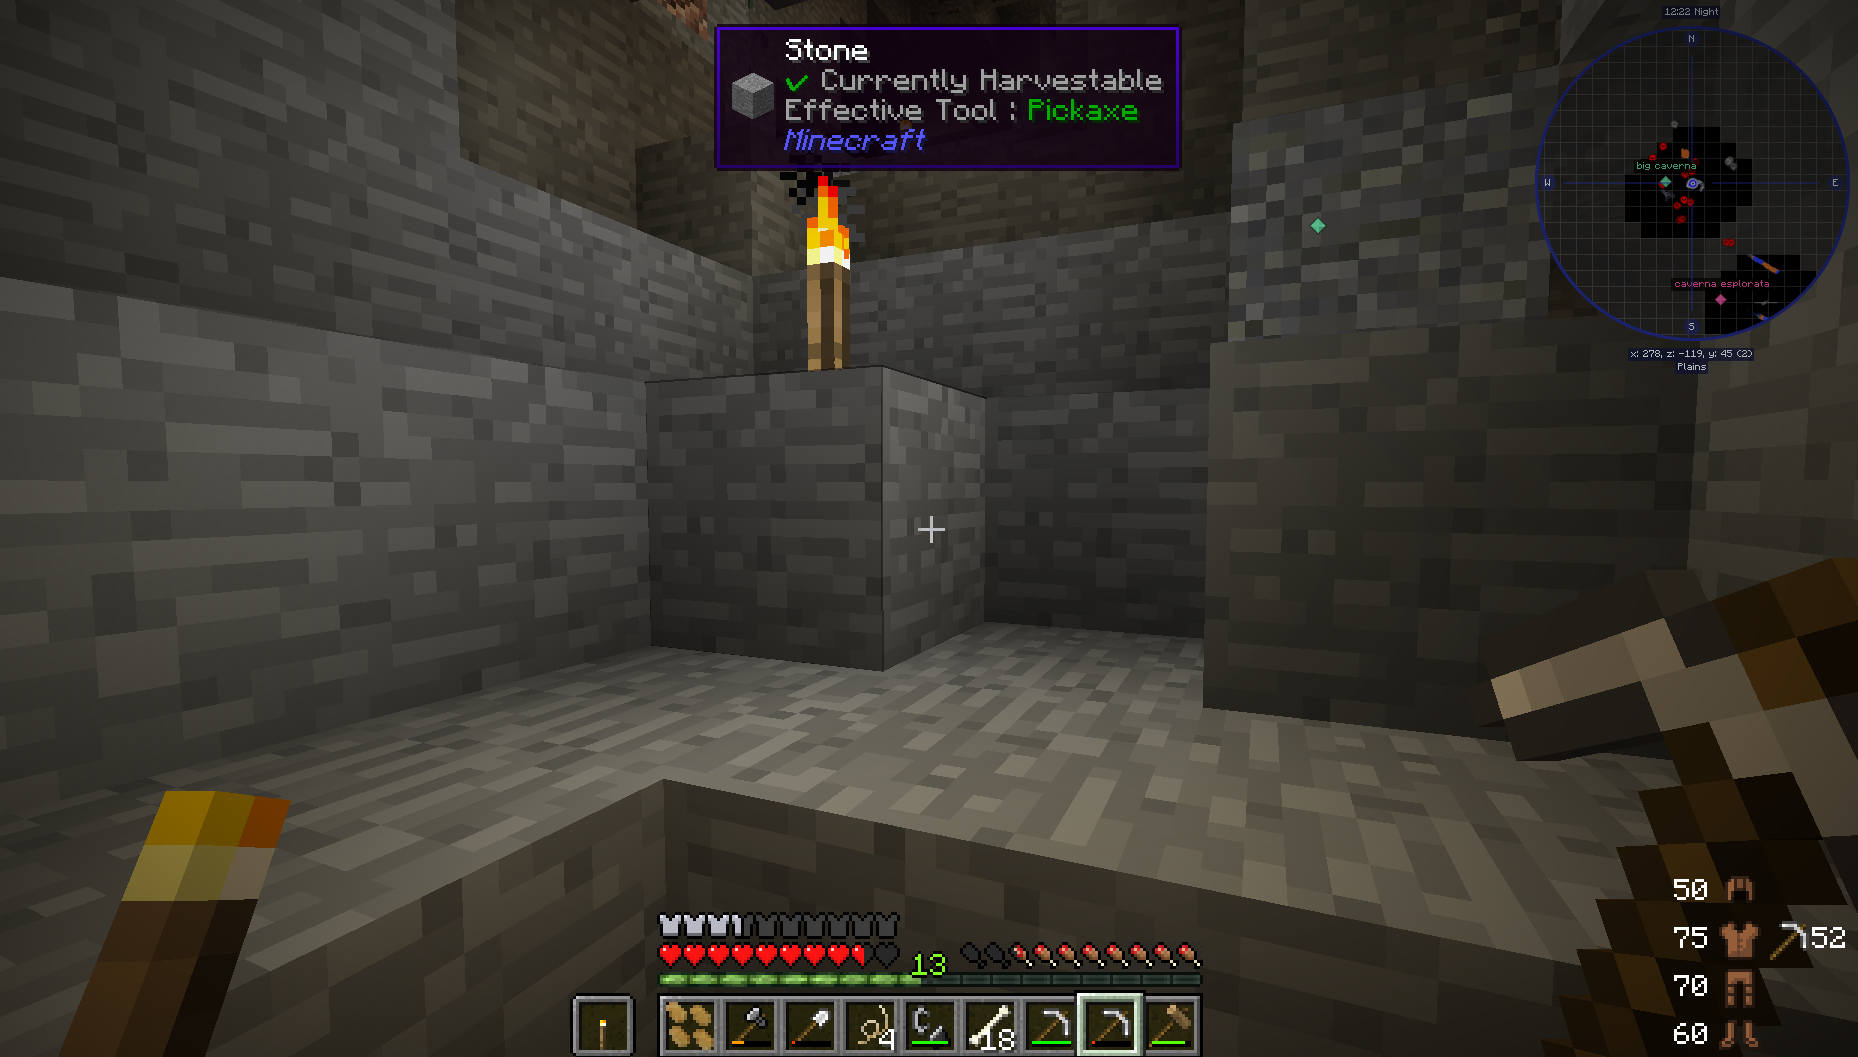 Stone
✓ Currently Harvestable
Effective Tool : Pickaxe
Minecraft
12:22 Night
N
big caverna
W
E
caverna esplorata
S
x: 278, z: -119, y: 45 (2)
Plains
50
75
52
70
60
13
4
18